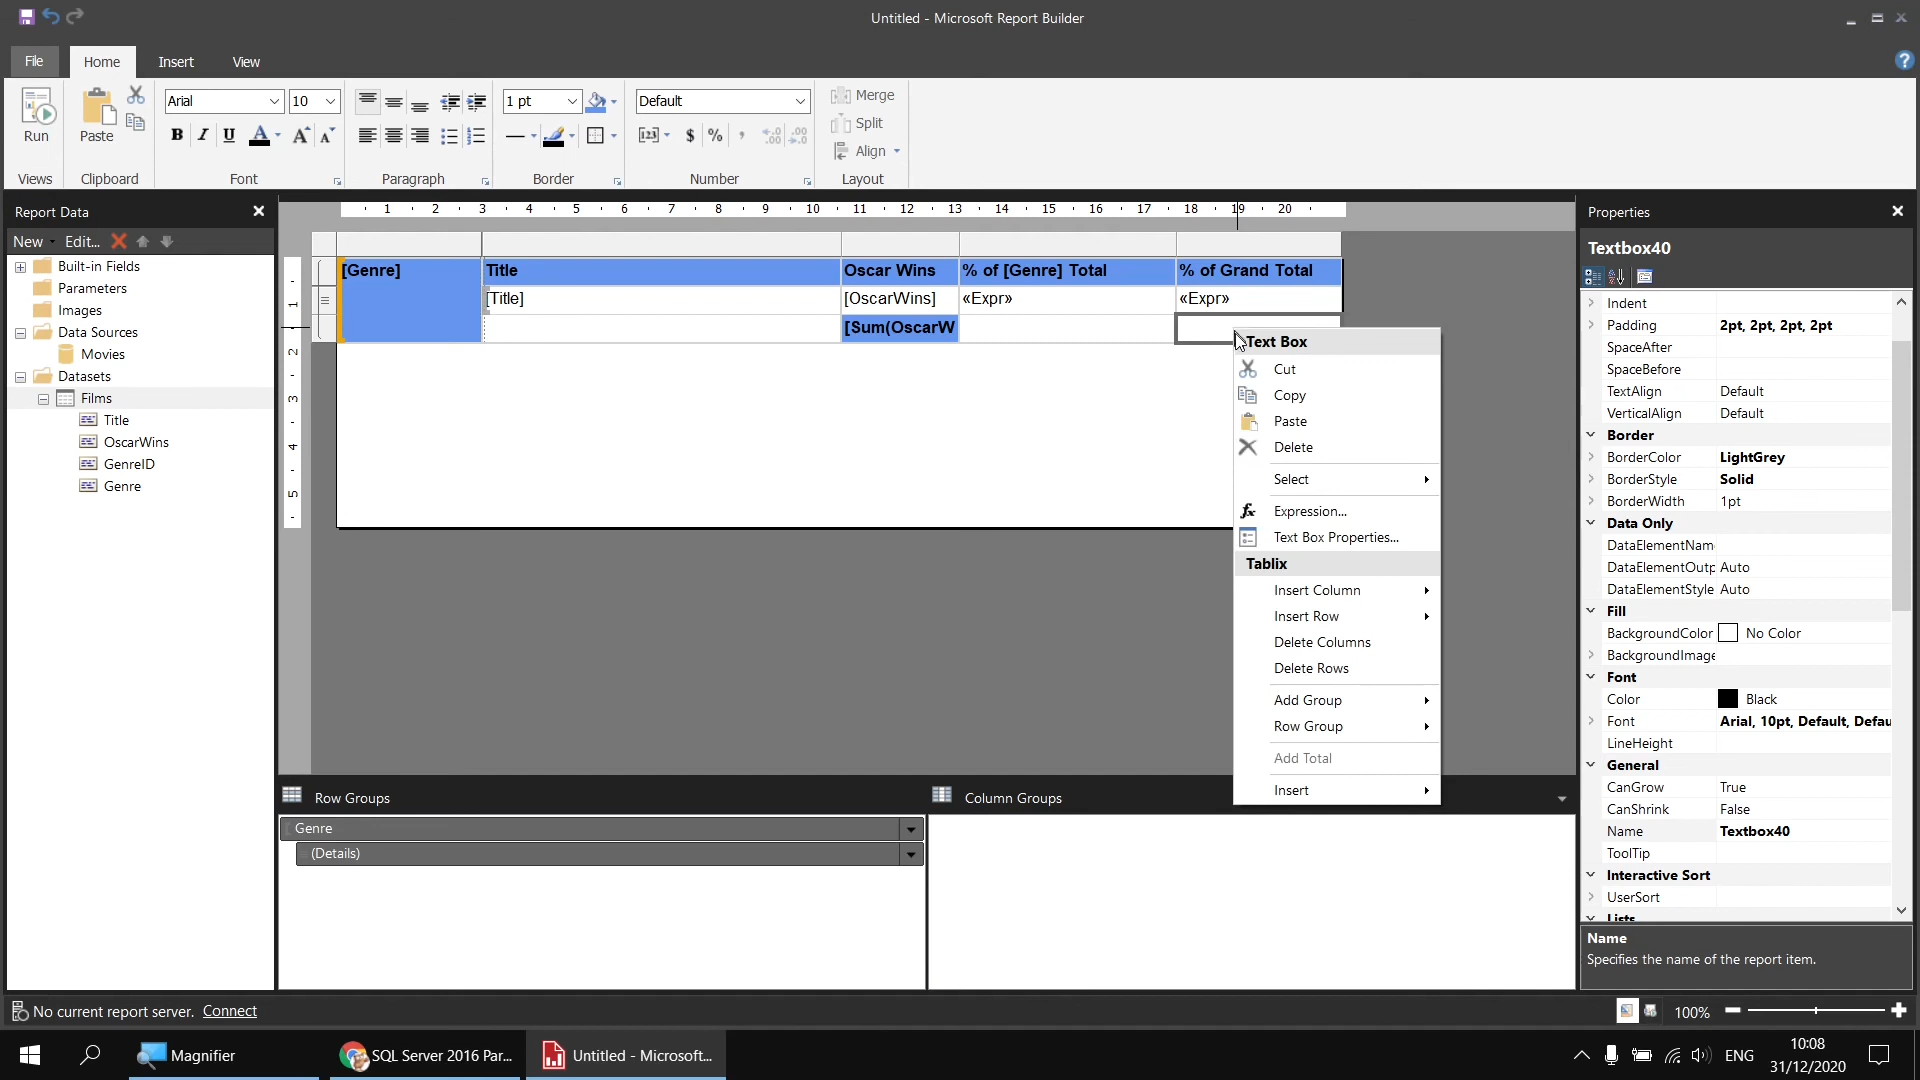 Untitled - Microsoft Report Builder
File
Home
Insert
View
Run
Paste
Arial
10
B I U A A A
1 pt
Default
$ % ,
Merge
Split
Align
Views
Clipboard
Font
Paragraph
Border
Number
Layout
Report Data
New
Edit...
Built-in Fields
Parameters
Images
Data Sources
Movies
Datasets
Films
Title
OscarWins
GenreID
Genre
1 2 3 4 5 6 7 8 9 10 11 12 13 14 15 16 17 18 19 20
1
2
3
4
5
[Genre] Title Oscar Wins % of [Genre] Total % of Grand Total
[Title] [OscarWins] «Expr» «Expr»
[Sum(OscarW
Text Box
Cut
Copy
Paste
Delete
Select
fx Expression...
Text Box Properties...
Tablix
Insert Column
Insert Row
Delete Columns
Delete Rows
Add Group
Row Group
Add Total
Insert
Row Groups
Column Groups
Genre
(Details)
Properties
Textbox40
Indent
Padding 2pt, 2pt, 2pt, 2pt
SpaceAfter
SpaceBefore
TextAlign Default
VerticalAlign Default
Border
BorderColor LightGrey
BorderStyle Solid
BorderWidth 1pt
Data Only
DataElementNam
DataElementOutp Auto
DataElementStyle Auto
Fill
BackgroundColor No Color
BackgroundImage
Font
Color Black
Font Arial, 10pt, Default, Defau
LineHeight
General
CanGrow True
CanShrink False
Name Textbox40
ToolTip
Interactive Sort
UserSort
Lists
Name
Specifies the name of the report item.
No current report server. Connect
100%
Magnifier
SQL Server 2016 Par...
Untitled - Microsoft...
ENG
10:08
31/12/2020